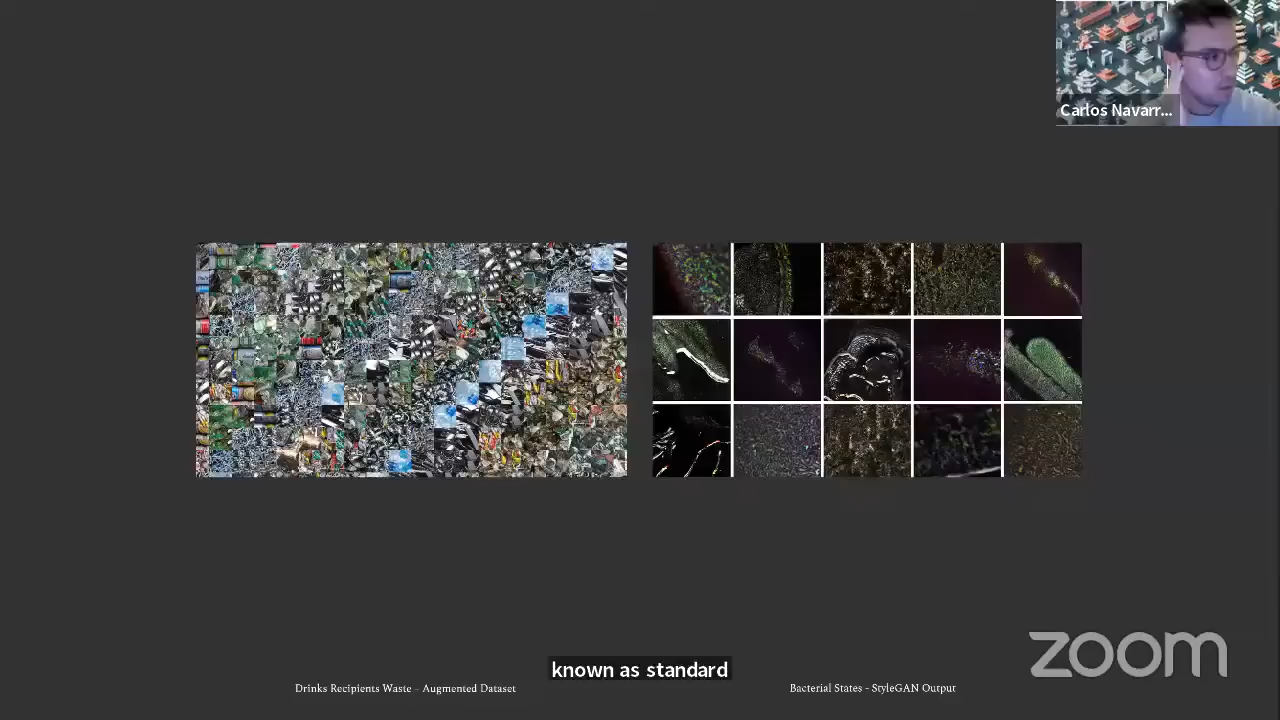 Carlos Navarr...
known as standard
zoom
Drinks Recipients Waste – Augmented Dataset
Bacterial States - StyleGAN Output